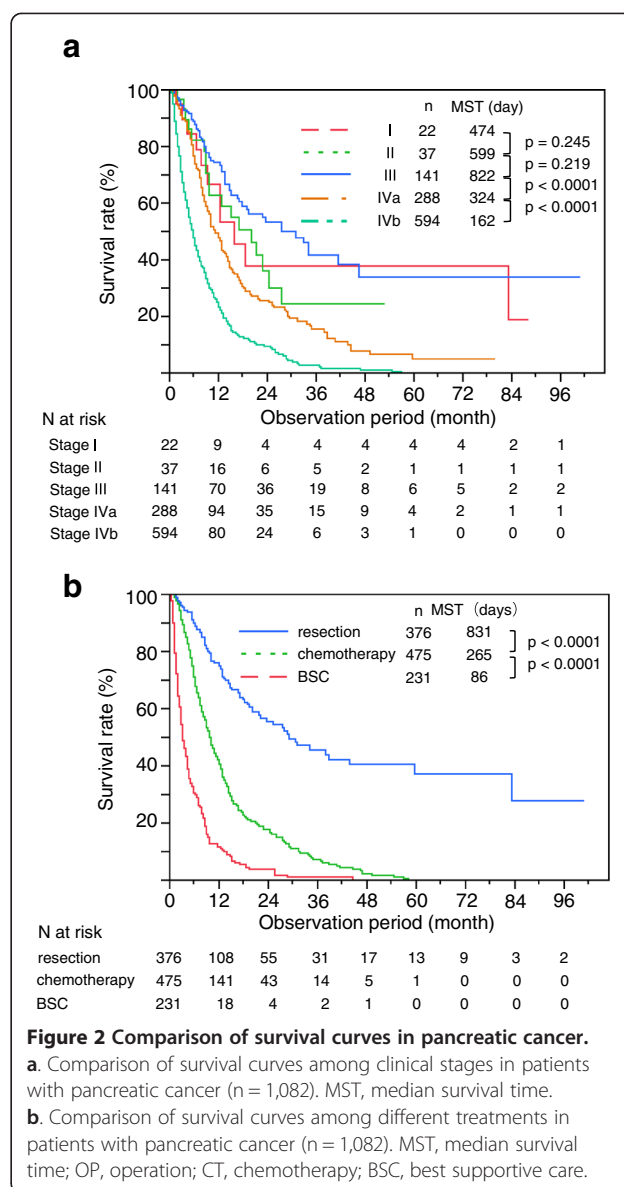 a
n MST (day)
I 22 474
II 37 599
III 141 822
IVa 288 324
IVb 594 162
p = 0.245
p = 0.219
p < 0.0001
p < 0.0001
Survival rate (%)
100
80
60
40
20
0 12 24 36 48 60 72 84 96
Observation period (month)
N at risk
Stage I 22 9 4 4 4 4 4 2 1
Stage II 37 16 6 5 2 1 1 1 1
Stage III 141 70 36 19 8 6 5 2 2
Stage IVa 288 94 35 15 9 4 2 1 1
Stage IVb 594 80 24 6 3 1 0 0 0
b
n MST (days)
resection 376 831
chemotherapy 475 265
BSC 231 86
p < 0.0001
p < 0.0001
Survival rate (%)
100
80
60
40
20
0 12 24 36 48 60 72 84 96
Observation period (month)
N at risk
resection 376 108 55 31 17 13 9 3 2
chemotherapy 475 141 43 14 5 1 0 0 0
BSC 231 18 4 2 1 0 0 0 0
Figure 2 Comparison of survival curves in pancreatic cancer.
a. Comparison of survival curves among clinical stages in patients
with pancreatic cancer (n = 1,082). MST, median survival time.
b. Comparison of survival curves among different treatments in
patients with pancreatic cancer (n = 1,082). MST, median survival
time; OP, operation; CT, chemotherapy; BSC, best supportive care.